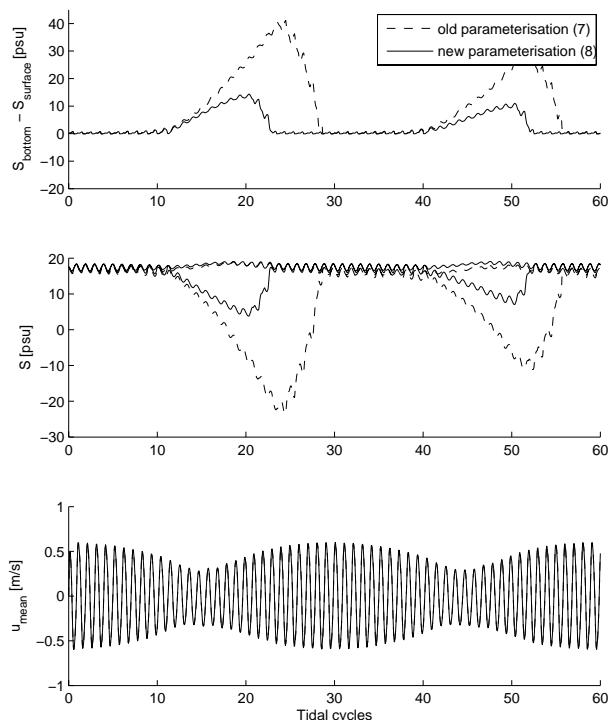 old parameterisation (7)
new parameterisation (8)
S_bottom − S_surface [psu]
40
30
20
10
0
−10
−20
0 10 20 30 40 50 60
S [psu]
20
10
0
−10
−20
−30
0 10 20 30 40 50 60
u_mean [m/s]
1
0.5
0
−0.5
−1
0 10 20 30 40 50 60
Tidal cycles